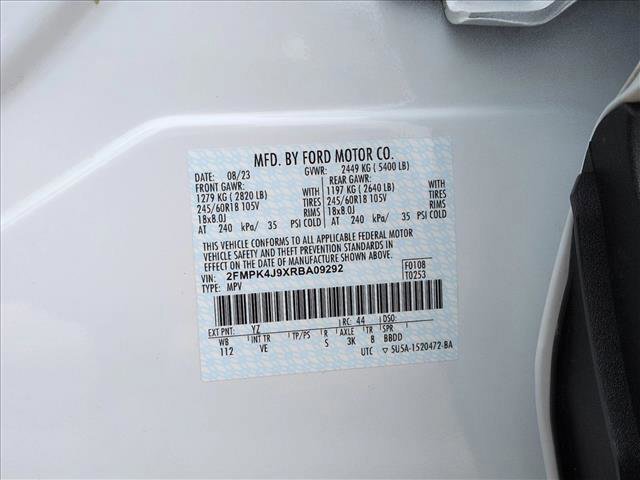 MFD. BY FORD MOTOR CO.
DATE: 08/23 GVWR: 2449 KG ( 5400 LB)
FRONT GAWR: REAR GAWR:
1279 KG ( 2820 LB) WITH 1197 KG ( 2640 LB) WITH
245/60R18 105V TIRES 245/60R18 105V TIRES
18x8.0J RIMS 18x8.0J RIMS
AT 240 kPa/ 35 PSI COLD AT 240 kPa/ 35 PSI COLD
THIS VEHICLE CONFORMS TO ALL APPLICABLE FEDERAL MOTOR
VEHICLE SAFETY AND THEFT PREVENTION STANDARDS IN
EFFECT ON THE DATE OF MANUFACTURE SHOWN ABOVE.
VIN: 2FMPK4J9XRBA09292 F0108
TYPE: MPV T0253
EXT PNT: YZ RC: 44 DSO:
WB INT TR TP/PS R AXLE TR SPR
112 VE S 3K 8 BBDD
UTC ▽ 5U5A-1520472-BA